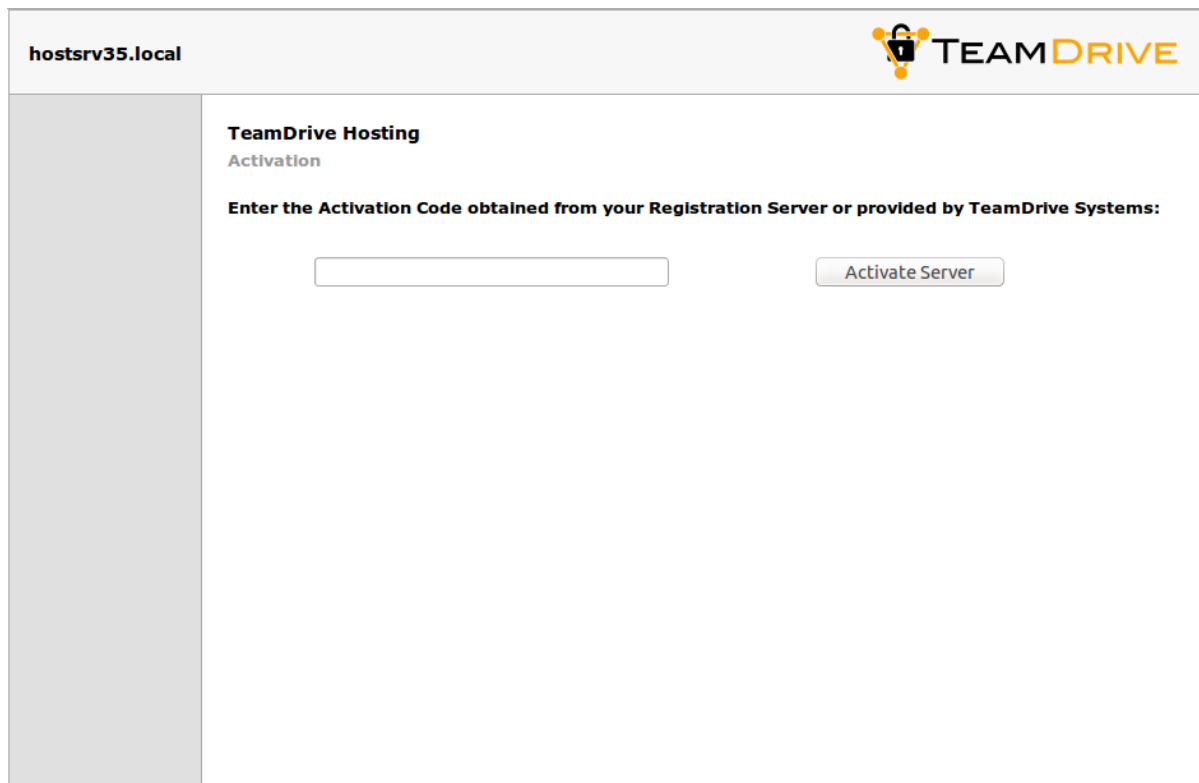 hostsrv35.local
TEAMDRIVE
TeamDrive Hosting
Activation
Enter the Activation Code obtained from your Registration Server or provided by TeamDrive Systems:
Activate Server